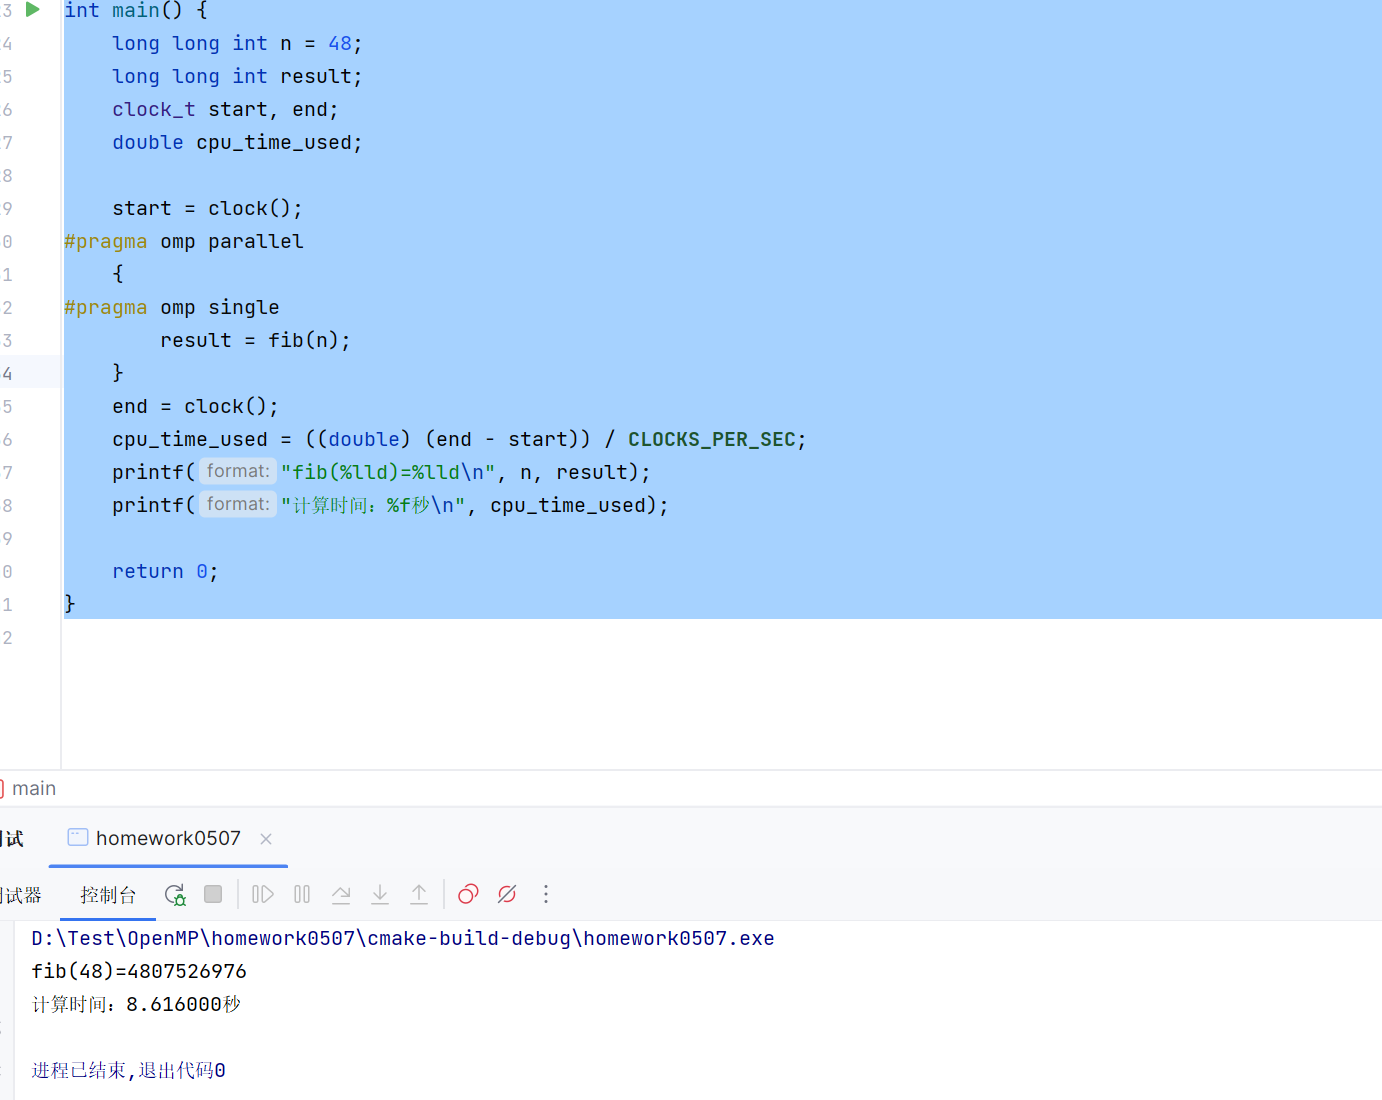 3 int main() {
4 long long int n = 48;
5 long long int result;
6 clock_t start, end;
7 double cpu_time_used;
8
9 start = clock();
0 #pragma omp parallel
1 {
2 #pragma omp single
3 result = fib(n);
4 }
5 end = clock();
6 cpu_time_used = ((double) (end - start)) / CLOCKS_PER_SEC;
7 printf( format: "fib(%lld)=%lld\n", n, result);
8 printf( format: "计算时间：%f秒\n", cpu_time_used);
9
0 return 0;
1 }
2
main
试 homework0507 ×
试器 控制台
D:\Test\OpenMP\homework0507\cmake-build-debug\homework0507.exe
fib(48)=4807526976
计算时间：8.616000秒
进程已结束,退出代码0